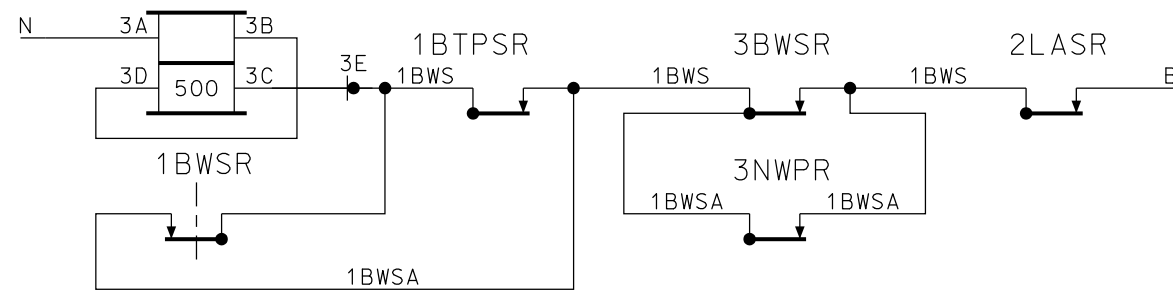 N 3A 3B 3E 1BTPSR 3BWSR 2LASR
3D 500 3C 1BWS 1BWS 1BWS B
1BWSR 3NWPR
1BWSA 1BWSA
1BWSA